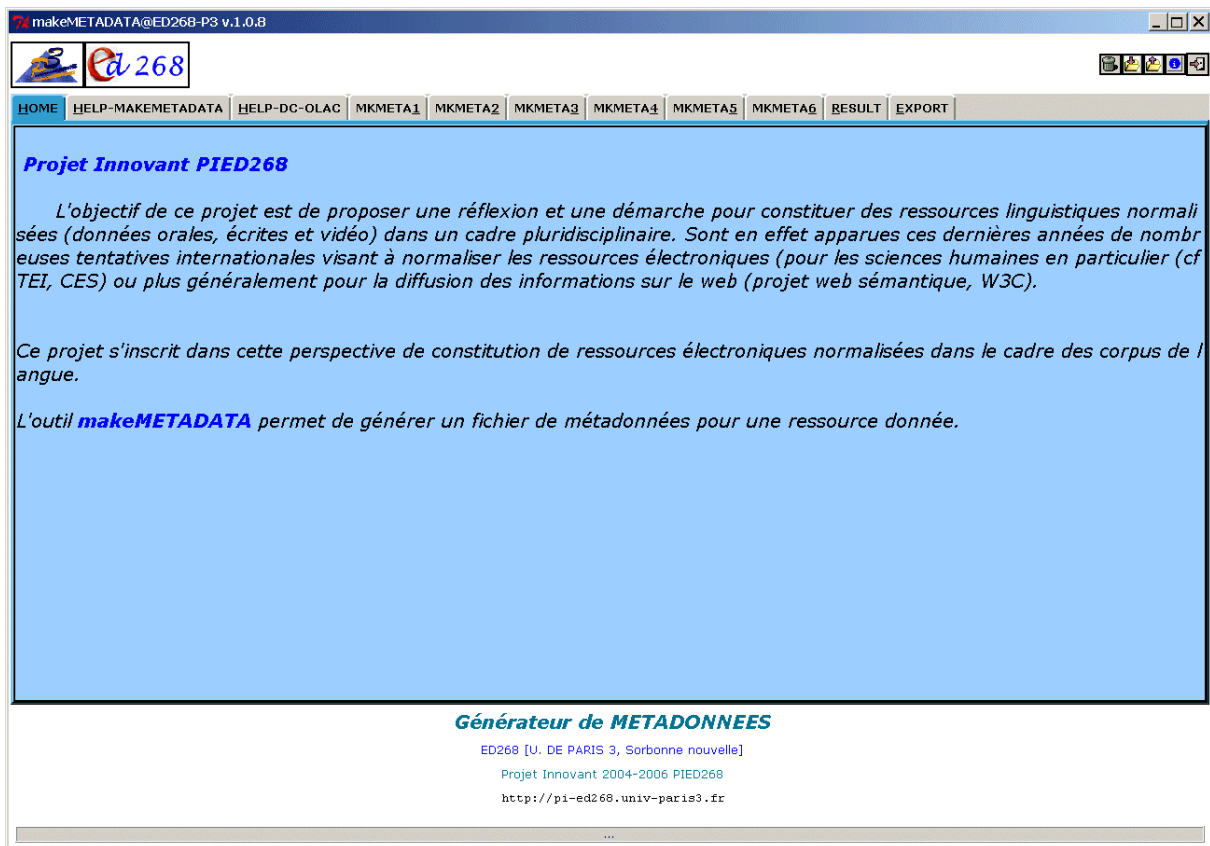 makeMETADATA@ED268-P3 v.1.0.8
Ed 268
HOME HELP-MAKEMETADATA HELP-DC-OLAC MKMETA1 MKMETA2 MKMETA3 MKMETA4 MKMETA5 MKMETA6 RESULT EXPORT
Projet Innovant PIED268
L'objectif de ce projet est de proposer une réflexion et une démarche pour constituer des ressources linguistiques normali
sées (données orales, écrites et vidéo) dans un cadre pluridisciplinaire. Sont en effet apparues ces dernières années de nombr
euses tentatives internationales visant à normaliser les ressources électroniques (pour les sciences humaines en particulier (cf
TEI, CES) ou plus généralement pour la diffusion des informations sur le web (projet web sémantique, W3C).
Ce projet s'inscrit dans cette perspective de constitution de ressources électroniques normalisées dans le cadre des corpus de l
angue.
L'outil makeMETADATA permet de générer un fichier de métadonnées pour une ressource donnée.
Générateur de METADONNEES
ED268 [U. DE PARIS 3, Sorbonne nouvelle]
Projet Innovant 2004-2006 PIED268
http://pi-ed268.univ-paris3.fr
...